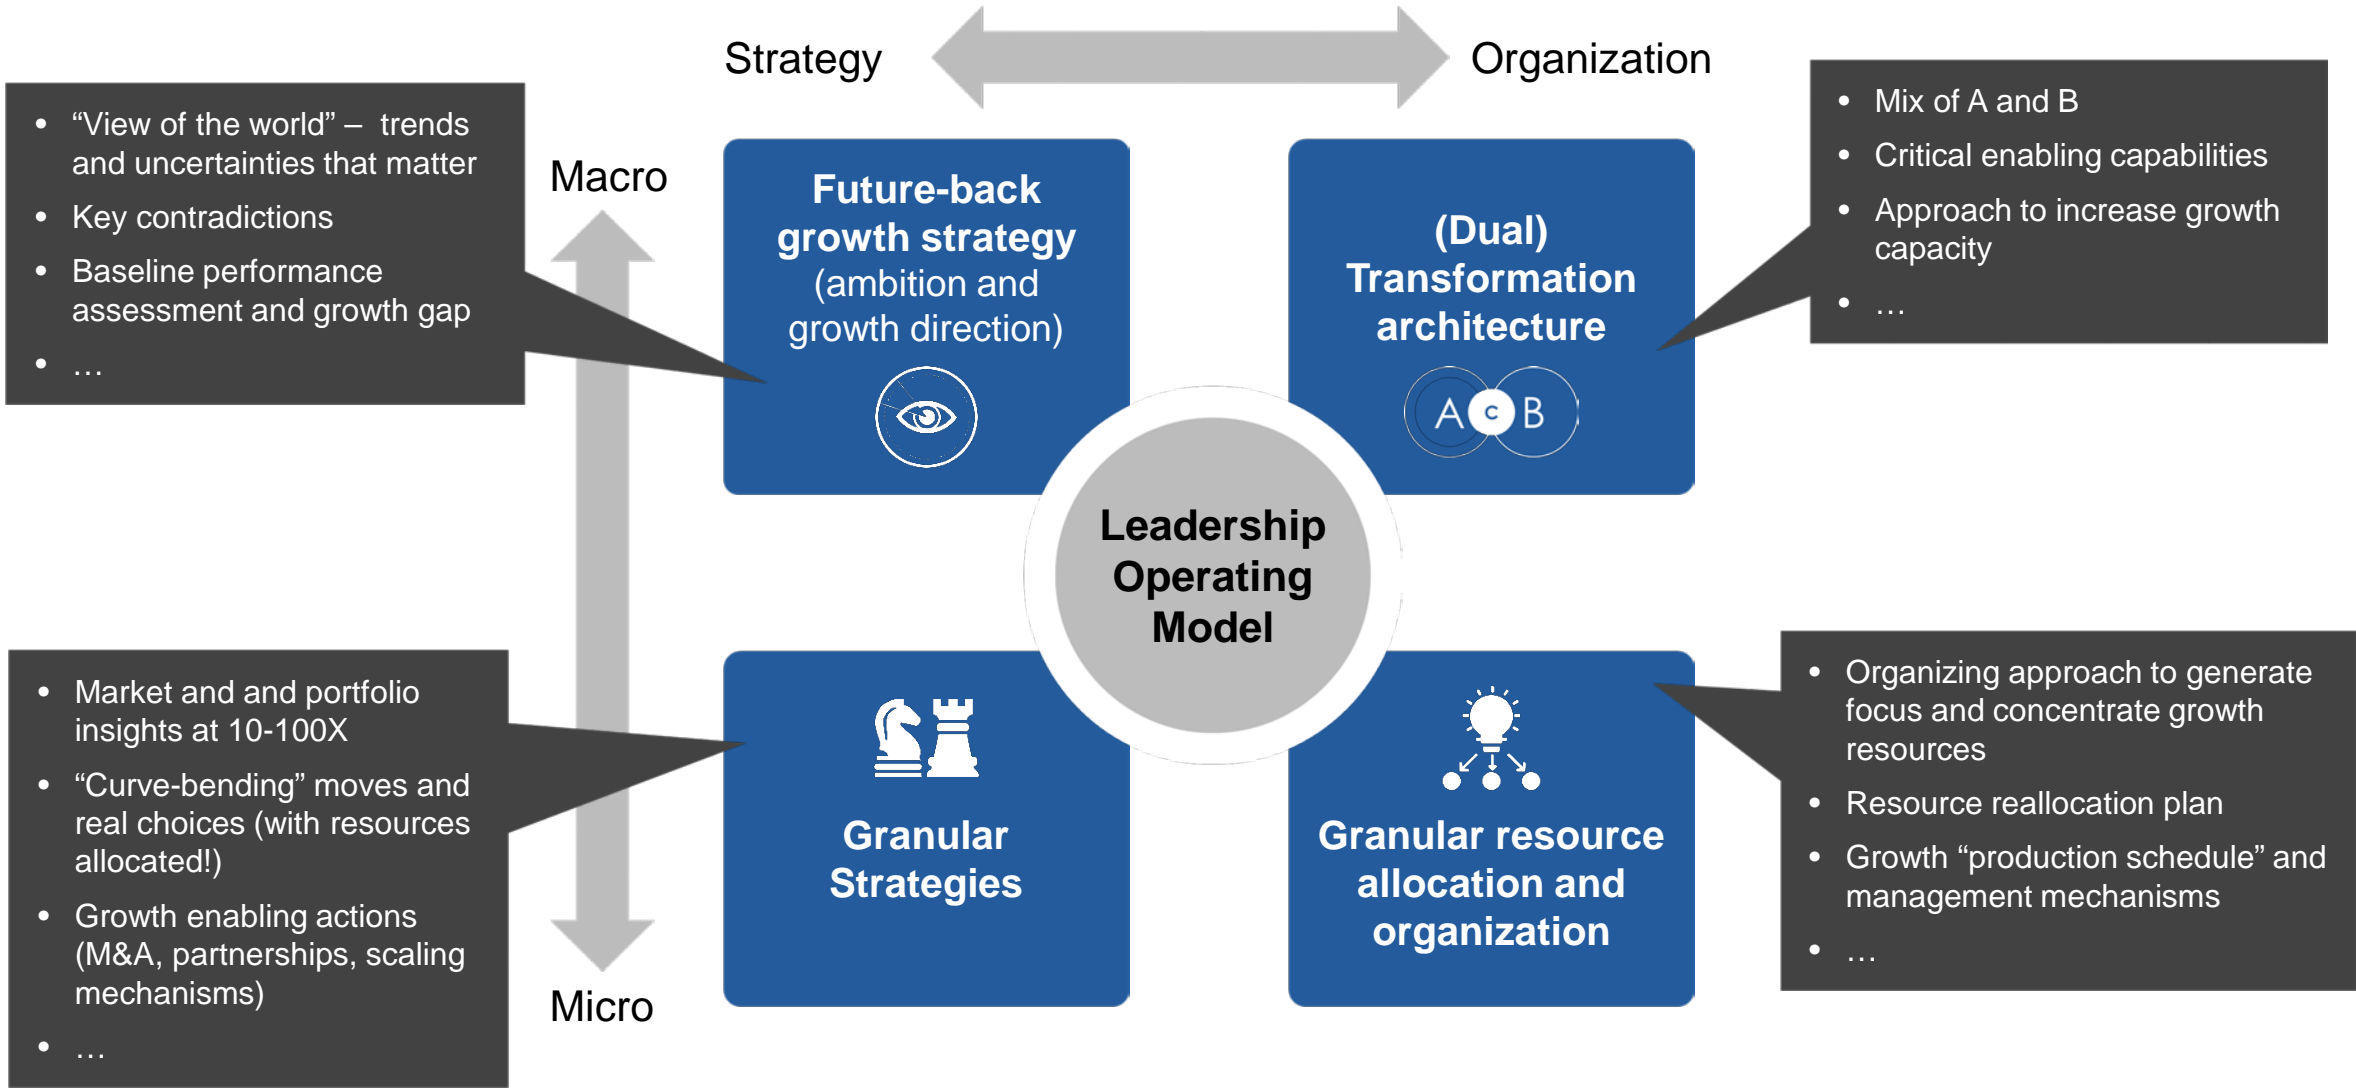 Strategy
Organization
• “View of the world” – trends
and uncertainties that matter
• Key contradictions
• Baseline performance
assessment and growth gap
• …
Macro
Future-back
growth strategy
(ambition and
growth direction)
(Dual)
Transformation
architecture
A C B
• Mix of A and B
• Critical enabling capabilities
• Approach to increase growth
capacity
• …
Leadership
Operating
Model
• Market and and portfolio
insights at 10-100X
• “Curve-bending” moves and
real choices (with resources
allocated!)
• Growth enabling actions
(M&A, partnerships, scaling
mechanisms)
• …
Micro
Granular
Strategies
Granular resource
allocation and
organization
• Organizing approach to generate
focus and concentrate growth
resources
• Resource reallocation plan
• Growth “production schedule” and
management mechanisms
• …